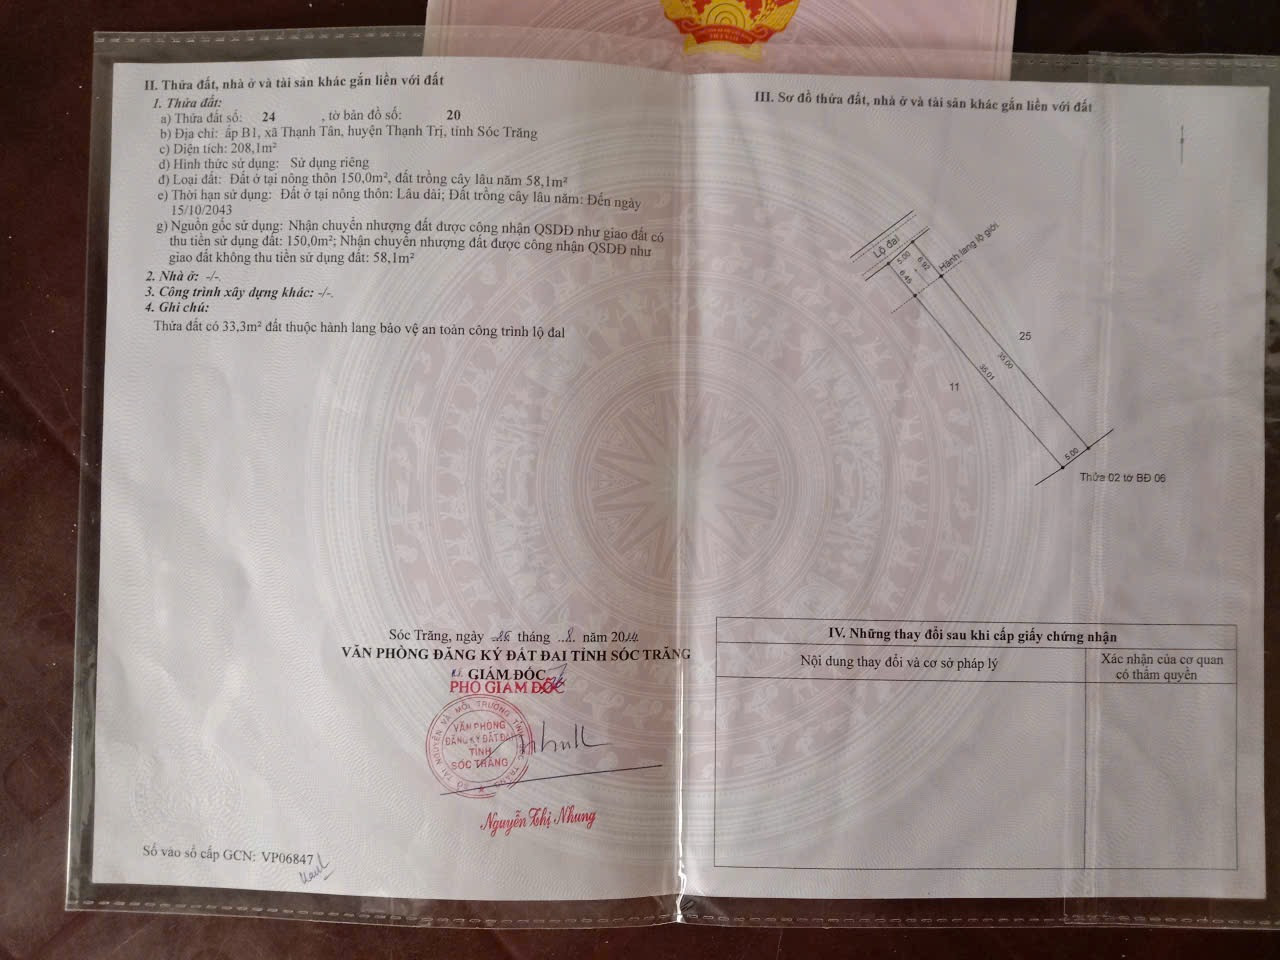 II. Thửa đất, nhà ở và tài sản khác gắn liền với đất
1. Thửa đất:
a) Thửa đất số: 24 , tờ bản đồ số: 20
b) Địa chỉ: ấp B1, xã Thạnh Tân, huyện Thạnh Trị, tỉnh Sóc Trăng
c) Diện tích: 208,1m²
d) Hình thức sử dụng: Sử dụng riêng
đ) Loại đất: Đất ở tại nông thôn 150,0m², đất trồng cây lâu năm 58,1m²
e) Thời hạn sử dụng: Đất ở tại nông thôn: Lâu dài; Đất trồng cây lâu năm: Đến ngày
15/10/2043
g) Nguồn gốc sử dụng: Nhận chuyển nhượng đất được công nhận QSDĐ như giao đất có
thu tiền sử dụng đất: 150,0m²; Nhận chuyển nhượng đất được công nhận QSDĐ như
giao đất không thu tiền sử dụng đất: 58,1m²
2. Nhà ở: -/-.
3. Công trình xây dựng khác: -/-.
4. Ghi chú:
Thửa đất có 33,3m² đất thuộc hành lang bảo vệ an toàn công trình lộ đal
Sóc Trăng, ngày tháng 8 năm 20
VĂN PHÒNG ĐĂNG KÝ ĐẤT ĐAI TỈNH SÓC TRĂNG
GIÁM ĐỐC
PHÓ GIÁM ĐỐC
VĂN PHÒNG
ĐĂNG KÝ ĐẤT ĐAI
TỈNH
SÓC TRĂNG
Nguyễn Thị Nhung
Số vào sổ cấp GCN: VP06847
III. Sơ đồ thửa đất, nhà ở và tài sản khác gắn liền với đất
Lộ đal
Hành lang lộ giới
5.00
6.92
6.45
25
35.00
35.01
11
5.00
Thửa 02 tờ BĐ 06
IV. Những thay đổi sau khi cấp giấy chứng nhận
Nội dung thay đổi và cơ sở pháp lý
Xác nhận của cơ quan
có thẩm quyền